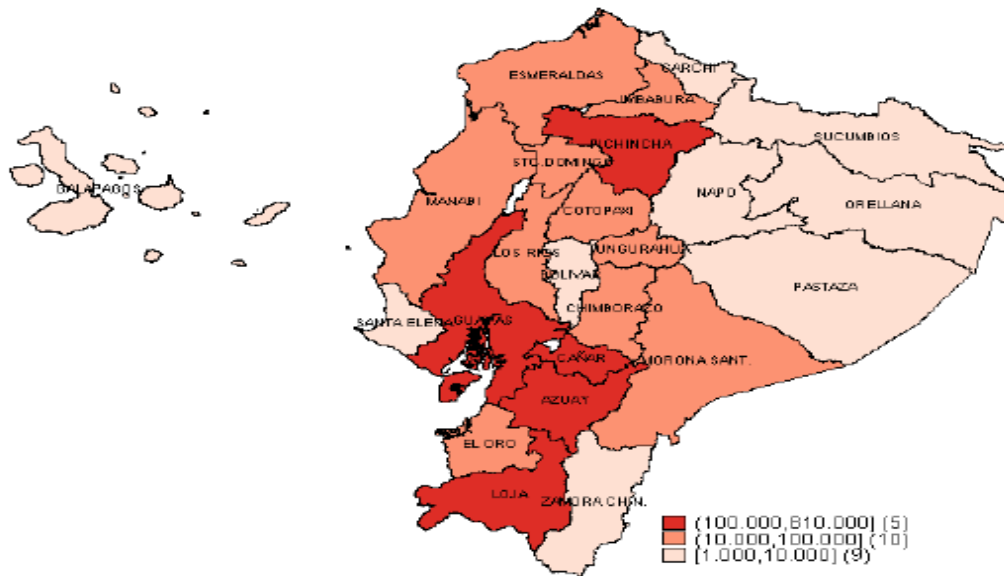 CARCHI
ESMERALDAS
IMBABURA
SUCUMBIOS
PICHINCHA
STO.DOMINGO
GALAPAGOS
NAPO
MANABI
ORELLANA
COTOPAXI
LOS RIOS
TUNGURAHUA
BOLIVAR
PASTAZA
CHIMBORAZO
SANTA ELENA
GUAYAS
CAÑAR
MORONA SANT.
AZUAY
EL ORO
LOJA
ZAMORA CHIN.
(100.000,810.000] (5)
(10.000,100.000] (10)
[1.000,10.000] (9)